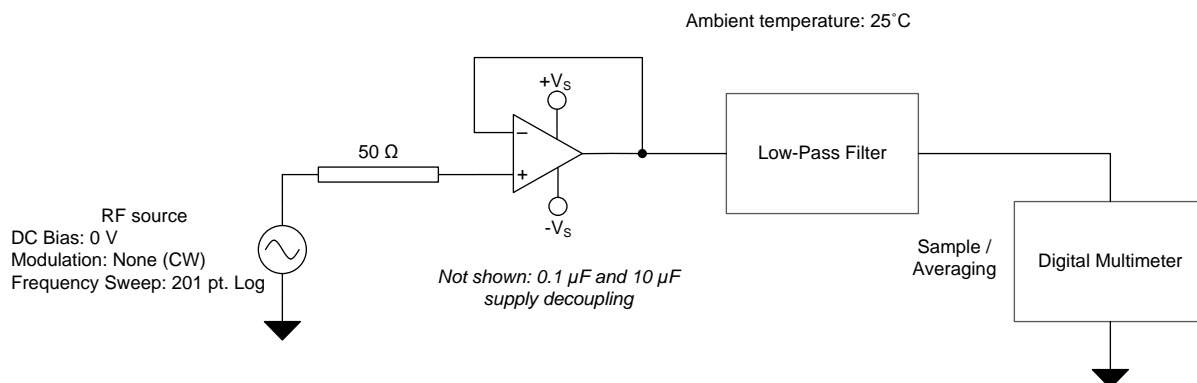 Ambient temperature: 25˚C
+VS
50 Ω
−
+
-VS
Low-Pass Filter
RF source
DC Bias: 0 V
Modulation: None (CW)
Frequency Sweep: 201 pt. Log
Not shown: 0.1 µF and 10 µF
supply decoupling
Sample /
Averaging
Digital Multimeter